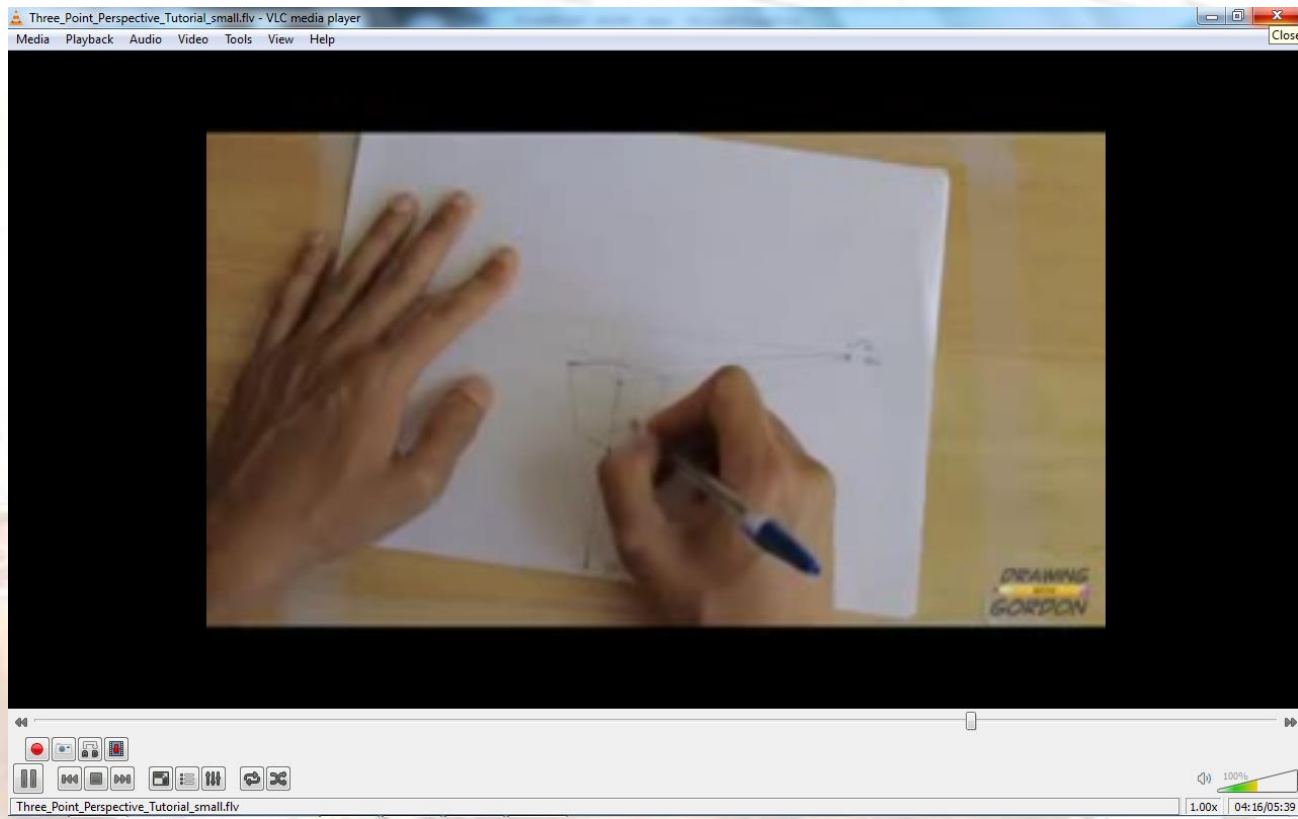 Three_Point_Perspective_Tutorial_small.flv - VLC media player
Media Playback Audio Video Tools View Help
Close
DRAWING
WITH
GORDON
100%
Three_Point_Perspective_Tutorial_small.flv
1.00x 04:16/05:39